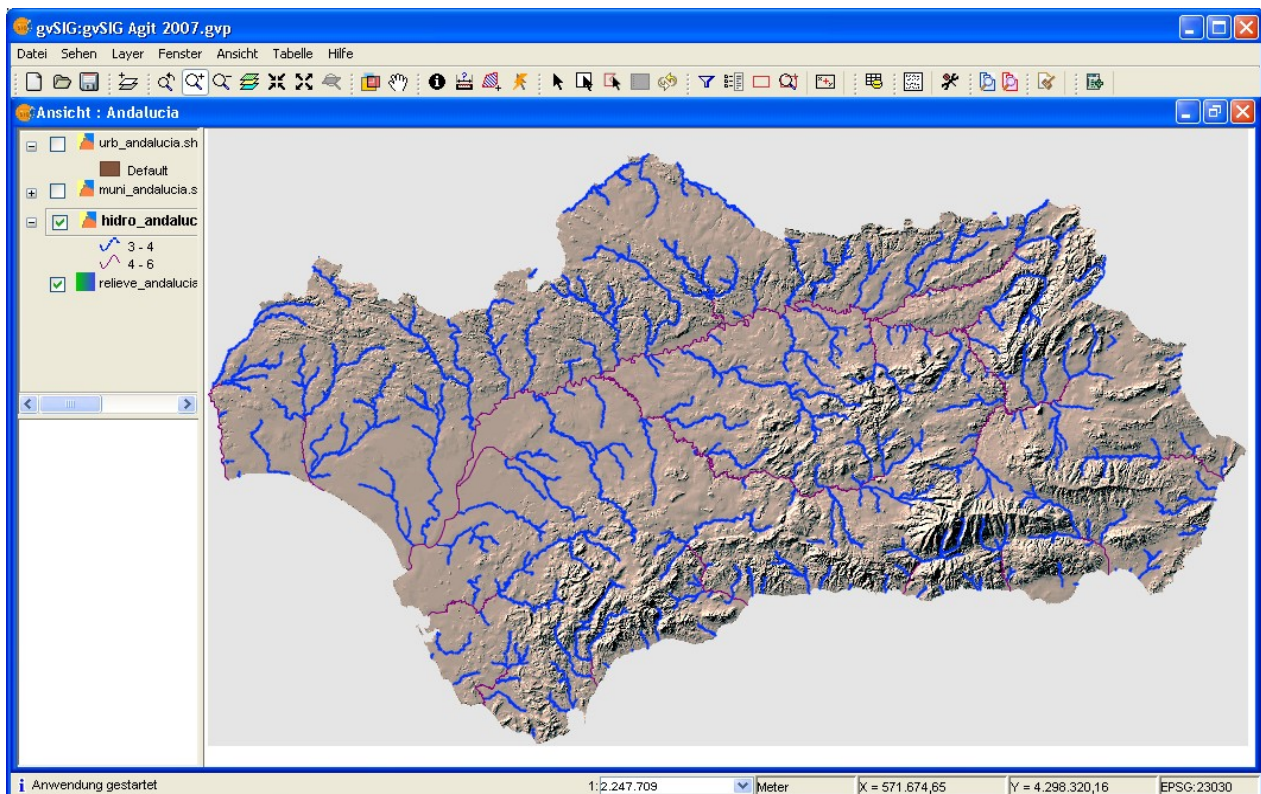 gvSIG:gvSIG Agit 2007.gvp
Datei Sehen Layer Fenster Ansicht Tabelle Hilfe
Ansicht : Andalucia
urb_andalucia.sh
Default
muni_andalucia.s
hidro_andaluc
3 - 4
4 - 6
relieve_andalucia
Anwendung gestartet 1: 2.247.709 Meter X = 571.674,65 Y = 4.298.320,16 EPSG:23030